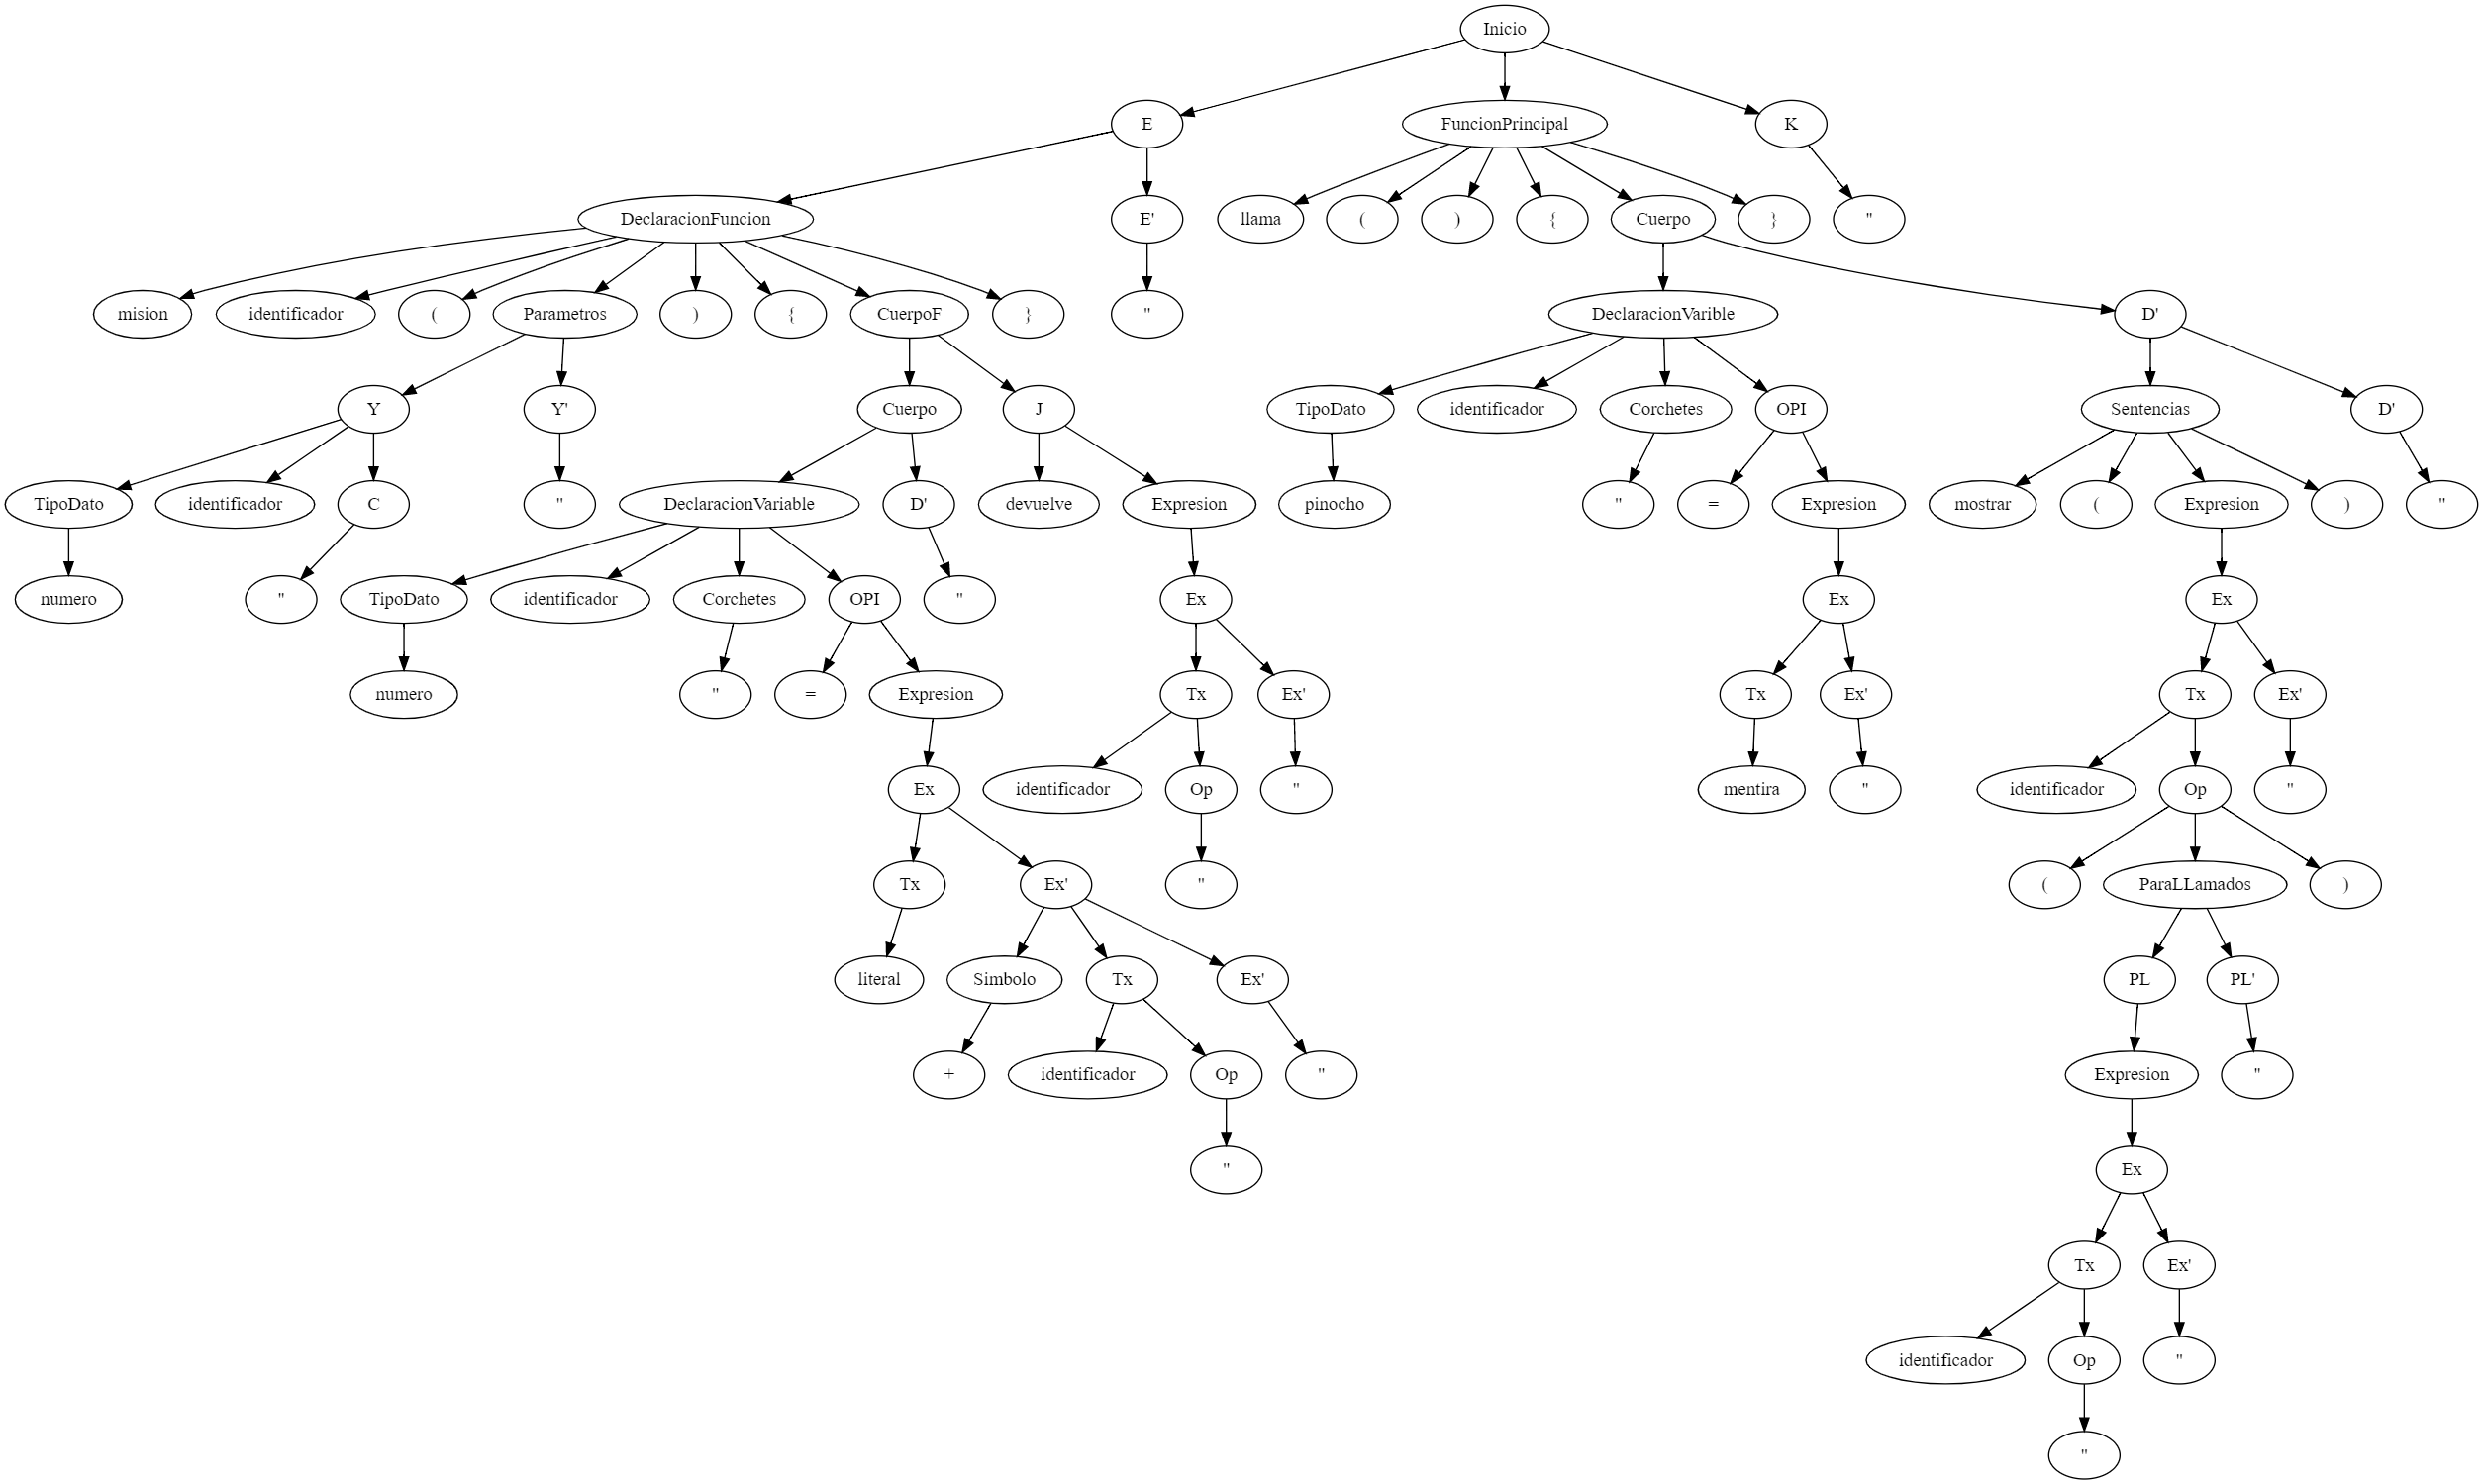 Inicio
E FuncionPrincipal K
DeclaracionFuncion E' llama ( ) { Cuerpo } "
mision identificador ( Parametros ) { CuerpoF } " DeclaracionVarible D'
Y Y' Cuerpo J TipoDato identificador Corchetes OPI Sentencias D'
TipoDato identificador C " DeclaracionVariable D' devuelve Expresion pinocho " = Expresion mostrar ( Expresion ) "
numero " TipoDato identificador Corchetes OPI " Ex Ex Ex
numero " = Expresion Tx Ex' Tx Ex' Tx Ex'
Ex identificador Op " mentira " identificador Op "
Tx Ex' " ( ParaLLamados )
literal Simbolo Tx Ex' PL PL'
+ identificador Op " Expresion "
" Ex
Tx Ex'
identificador Op "
"